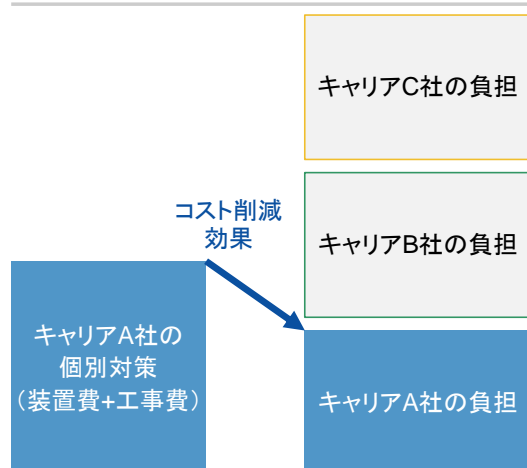 キャリアC社の負担
コスト削減
効果
キャリアB社の負担
キャリアA社の
個別対策
（装置費+工事費）
キャリアA社の負担